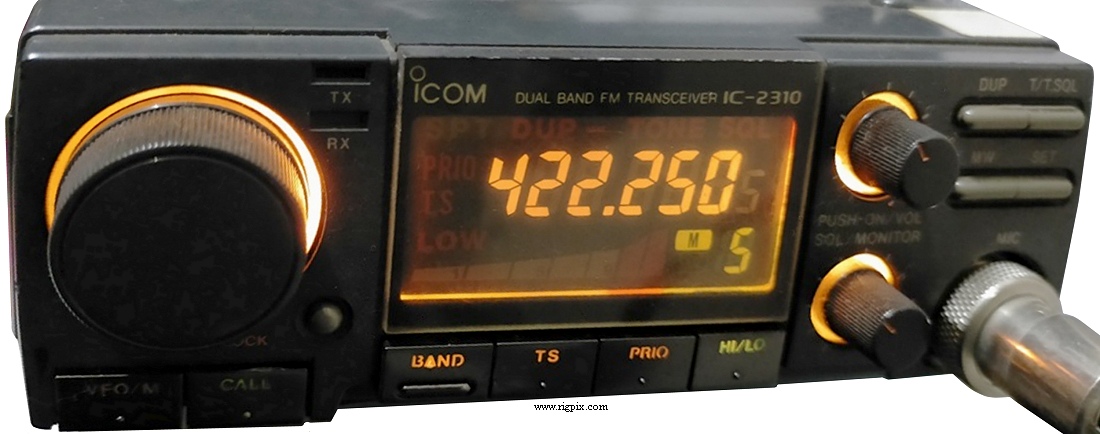 TX
RX
ICOM DUAL BAND FM TRANSCEIVER IC-2310
SPT DUP - TONE SQL
PRIO 422.250 5
TS
LOW M 5
LOCK
VFO/M CALL
BAND TS PRIO HI/LO
DUP T/T.SQL
MW SET
PUSH-ON/VOL
SQL/MONITOR
MIC
www.rigpix.com